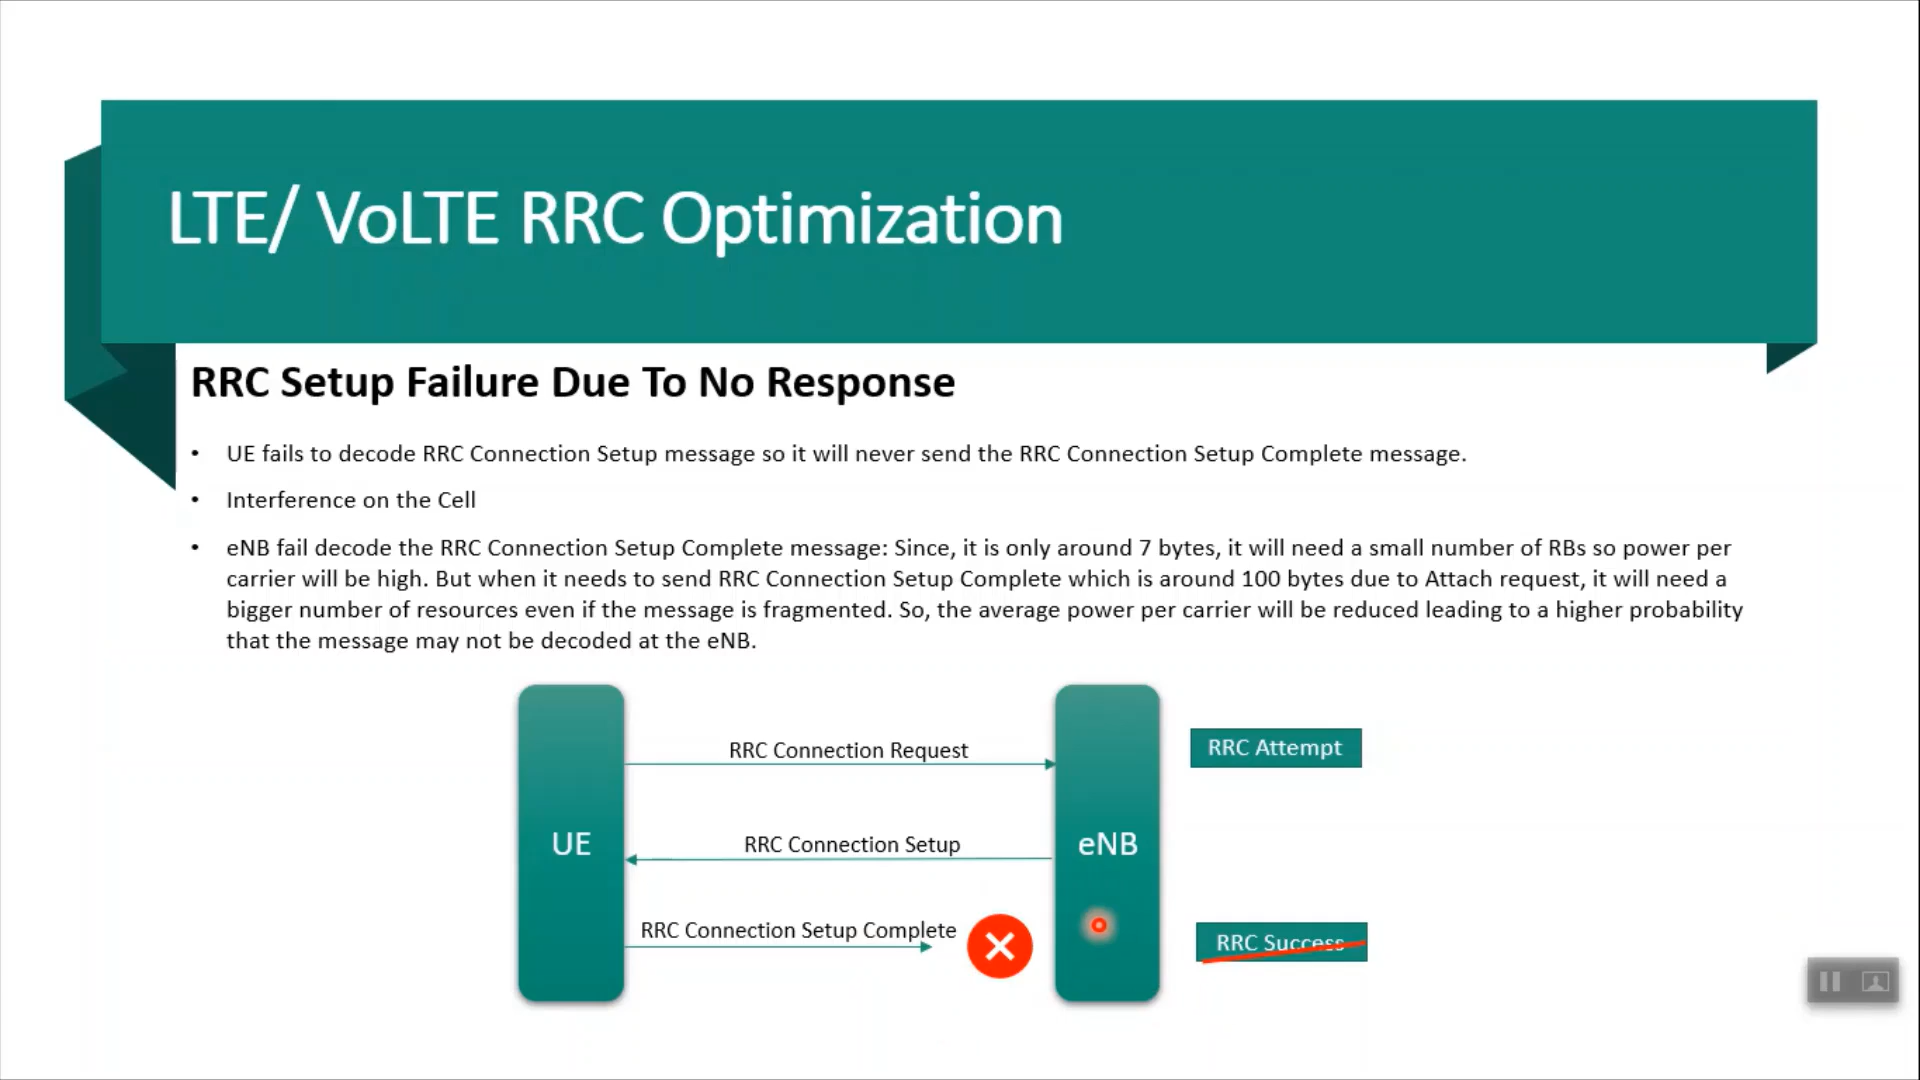 LTE/ VoLTE RRC Optimization
RRC Setup Failure Due To No Response
• UE fails to decode RRC Connection Setup message so it will never send the RRC Connection Setup Complete message.
• Interference on the Cell
• eNB fail decode the RRC Connection Setup Complete message: Since, it is only around 7 bytes, it will need a small number of RBs so power per
carrier will be high. But when it needs to send RRC Connection Setup Complete which is around 100 bytes due to Attach request, it will need a
bigger number of resources even if the message is fragmented. So, the average power per carrier will be reduced leading to a higher probability
that the message may not be decoded at the eNB.
RRC Connection Request
RRC Attempt
UE
RRC Connection Setup
eNB
RRC Connection Setup Complete
RRC Success